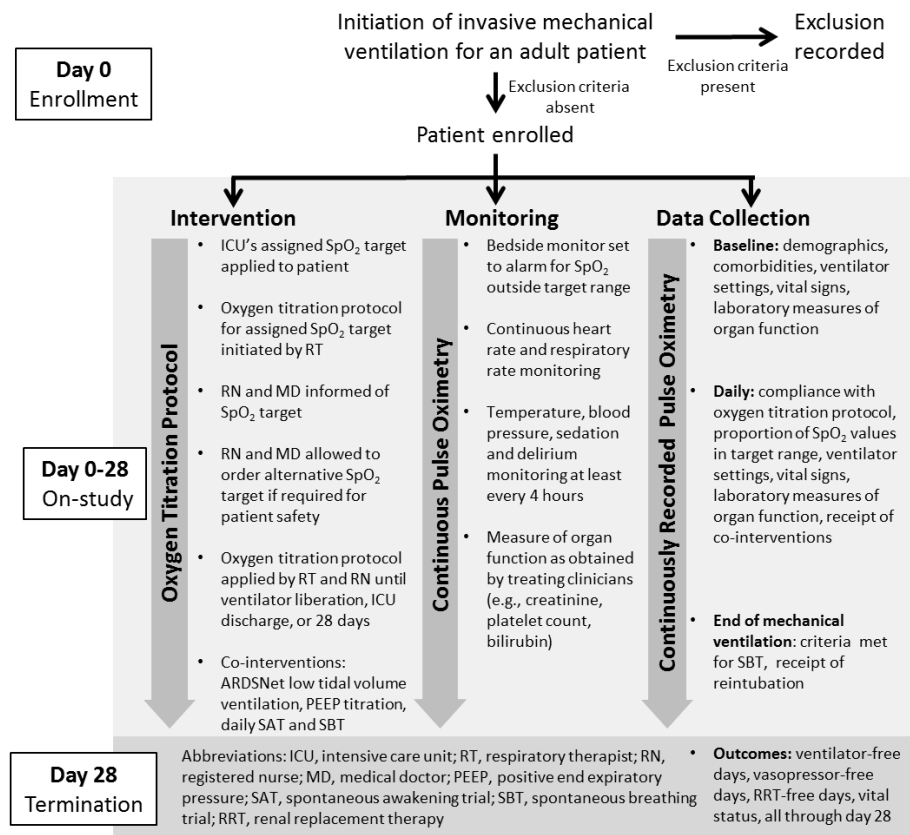 Initiation of invasive mechanical
ventilation for an adult patient
Exclusion
recorded
Exclusion criteria
present
Day 0
Enrollment
Exclusion criteria
absent
Patient enrolled
Intervention
Oxygen Titration Protocol
• ICU's assigned SpO₂ target
applied to patient
• Oxygen titration protocol
for assigned SpO₂ target
initiated by RT
• RN and MD informed of
SpO₂ target
• RN and MD allowed to
order alternative SpO₂
target if required for
patient safety
• Oxygen titration protocol
applied by RT and RN until
ventilator liberation, ICU
discharge, or 28 days
• Co-interventions:
ARDSNet low tidal volume
ventilation, PEEP titration,
daily SAT and SBT
Monitoring
Continuous Pulse Oximetry
• Bedside monitor set
to alarm for SpO₂
outside target range
• Continuous heart
rate and respiratory
rate monitoring
• Temperature, blood
pressure, sedation
and delirium
monitoring at least
every 4 hours
• Measure of organ
function as obtained
by treating clinicians
(e.g., creatinine,
platelet count,
bilirubin)
Data Collection
Continuously Recorded Pulse Oximetry
• Baseline: demographics,
comorbidities, ventilator
settings, vital signs,
laboratory measures of
organ function
• Daily: compliance with
oxygen titration protocol,
proportion of SpO₂ values
in target range, ventilator
settings, vital signs,
laboratory measures of
organ function, receipt of
co-interventions
• End of mechanical
ventilation: criteria met
for SBT, receipt of
reintubation
Day 0-28
On-study
Day 28
Termination
Abbreviations: ICU, intensive care unit; RT, respiratory therapist; RN,
registered nurse; MD, medical doctor; PEEP, positive end expiratory
pressure; SAT, spontaneous awakening trial; SBT, spontaneous breathing
trial; RRT, renal replacement therapy
• Outcomes: ventilator-free
days, vasopressor-free
days, RRT-free days, vital
status, all through day 28